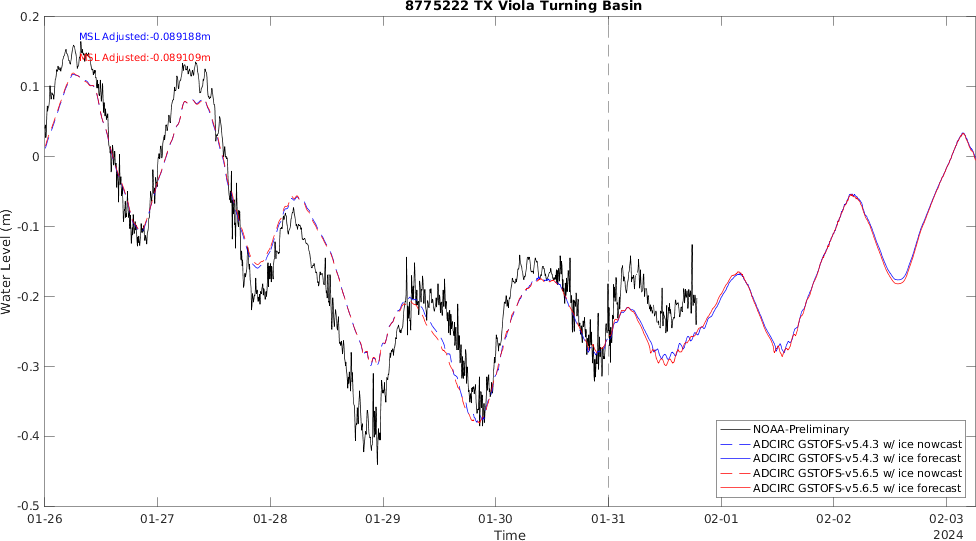 8775222 TX Viola Turning Basin
MSL Adjusted:-0.089188m
MSL Adjusted:-0.089109m
Water Level (m)
0.2
0.1
0
-0.1
-0.2
-0.3
-0.4
-0.5
NOAA-Preliminary
ADCIRC GSTOFS-v5.4.3 w/ ice nowcast
ADCIRC GSTOFS-v5.4.3 w/ ice forecast
ADCIRC GSTOFS-v5.6.5 w/ ice nowcast
ADCIRC GSTOFS-v5.6.5 w/ ice forecast
01-26 01-27 01-28 01-29 01-30 01-31 02-01 02-02 02-03
Time
2024